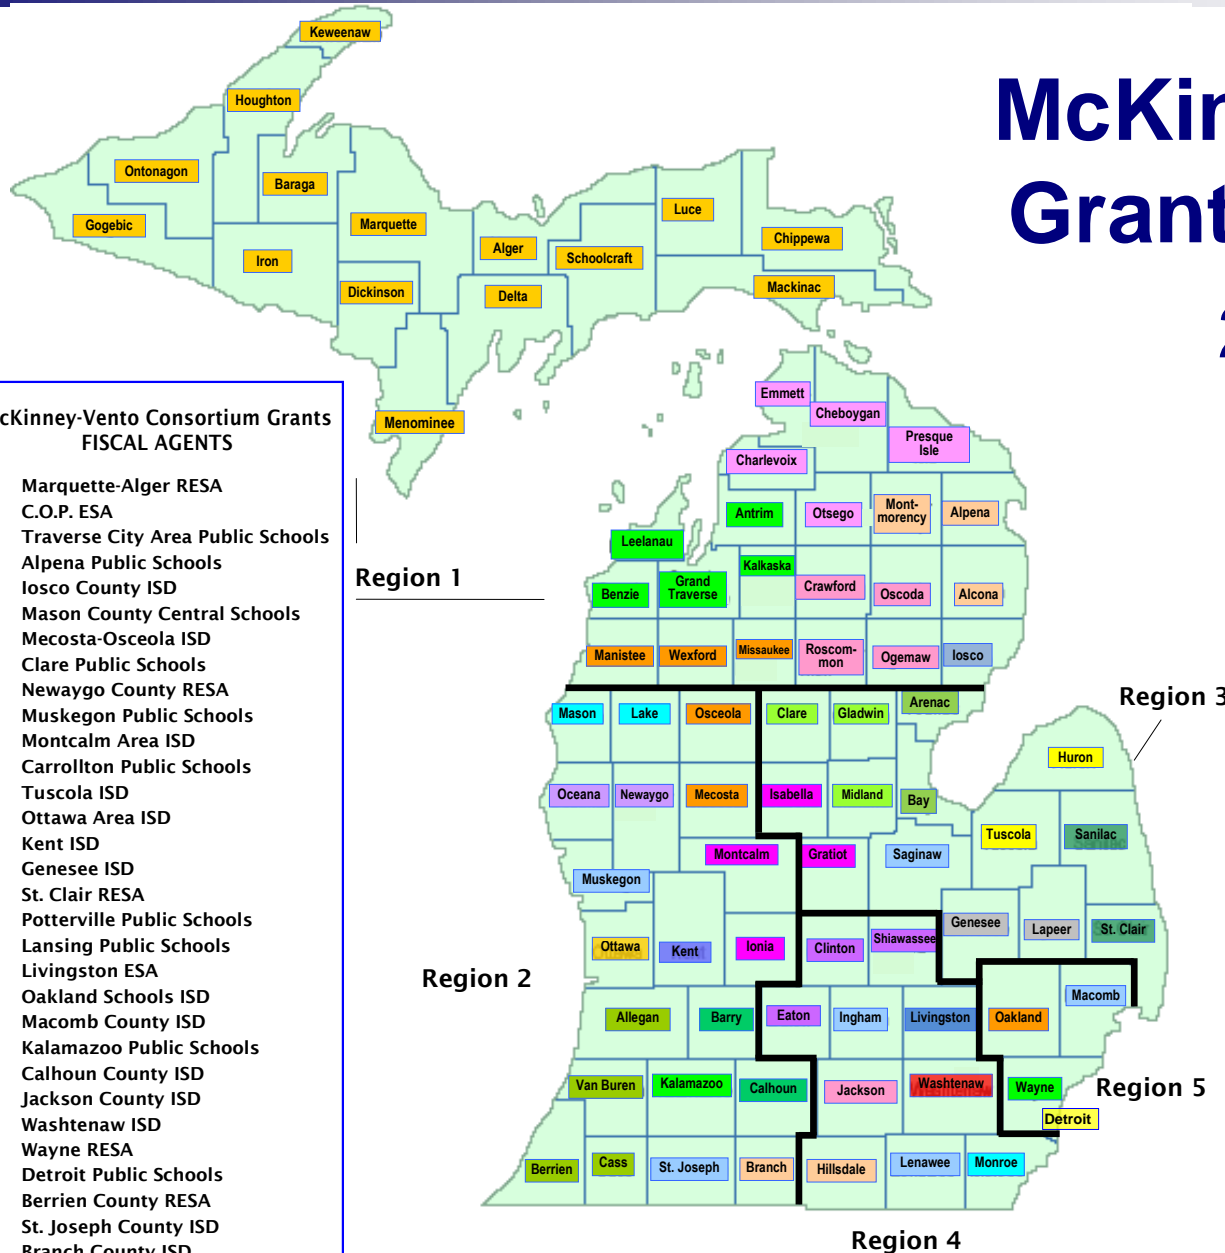 McKin
Grant
Keweenaw
Houghton
Ontonagon
Baraga
Gogebic
Marquette
Iron
Alger
Luce
Chippewa
Schoolcraft
Dickinson
Delta
Mackinac
Menominee
cKinney-Vento Consortium Grants
FISCAL AGENTS
Marquette-Alger RESA
C.O.P. ESA
Traverse City Area Public Schools
Alpena Public Schools
Iosco County ISD
Mason County Central Schools
Mecosta-Osceola ISD
Clare Public Schools
Newaygo County RESA
Muskegon Public Schools
Montcalm Area ISD
Carrollton Public Schools
Tuscola ISD
Ottawa Area ISD
Kent ISD
Genesee ISD
St. Clair RESA
Potterville Public Schools
Lansing Public Schools
Livingston ESA
Oakland Schools ISD
Macomb County ISD
Kalamazoo Public Schools
Calhoun County ISD
Jackson County ISD
Washtenaw ISD
Wayne RESA
Detroit Public Schools
Berrien County RESA
St. Joseph County ISD
Branch County ISD
Region 1
Emmett
Cheboygan
Presque
Isle
Charlevoix
Antrim
Otsego
Mont-
morency
Alpena
Leelanau
Benzie
Grand
Traverse
Kalkaska
Crawford
Oscoda
Alcona
Manistee
Wexford
Missaukee
Roscom-
mon
Ogemaw
Iosco
Region 3
Mason
Lake
Osceola
Clare
Gladwin
Arenac
Huron
Oceana
Newaygo
Mecosta
Isabella
Midland
Bay
Tuscola
Sanilac
Montcalm
Gratiot
Saginaw
Muskegon
Genesee
Lapeer
St. Clair
Ottawa
Kent
Ionia
Clinton
Shiawassee
Region 2
Allegan
Barry
Eaton
Ingham
Livingston
Oakland
Macomb
Van Buren
Kalamazoo
Calhoun
Jackson
Washtenaw
Wayne
Region 5
Detroit
Berrien
Cass
St. Joseph
Branch
Hillsdale
Lenawee
Monroe
Region 4